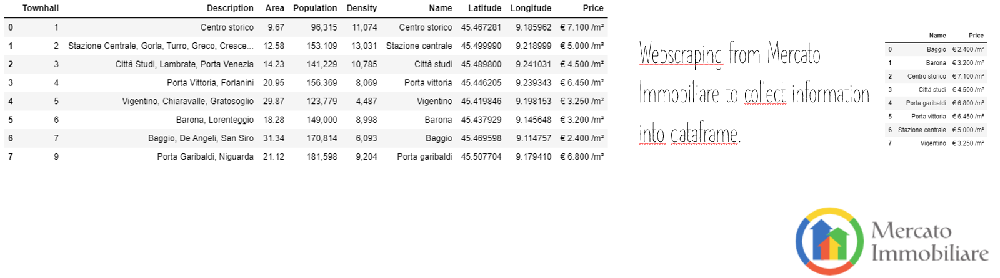 Townhall Description Area Population Density Name Latitude Longitude Price
0 1 Centro storico 9.67 96,315 11,074 Centro storico 45.467281 9.185962 € 7.100 /m²
1 2 Stazione Centrale, Gorla, Turro, Greco, Cresce... 12.58 153.109 13,031 Stazione centrale 45.499990 9.218999 € 5.000 /m²
2 3 Città Studi, Lambrate, Porta Venezia 14.23 141,229 10,785 Città studi 45.489800 9.241031 € 4.500 /m²
3 4 Porta Vittoria, Forlanini 20.95 156.369 8,069 Porta vittoria 45.446205 9.239343 € 6.450 /m²
4 5 Vigentino, Chiaravalle, Gratosoglio 29.87 123,779 4,487 Vigentino 45.419846 9.198153 € 3.250 /m²
5 6 Barona, Lorenteggio 18.28 149,000 8,998 Barona 45.437929 9.145648 € 3.200 /m²
6 7 Baggio, De Angeli, San Siro 31.34 170,814 6,093 Baggio 45.469598 9.114757 € 2.400 /m²
7 9 Porta Garibaldi, Niguarda 21.12 181,598 9,204 Porta garibaldi 45.507704 9.179410 € 6.800 /m²
Webscraping from Mercato
Immobiliare to collect information
into dataframe.
Name Price
0 Baggio € 2.400 /m²
1 Barona € 3.200 /m²
2 Centro storico € 7.100 /m²
3 Città studi € 4.500 /m²
4 Porta garibaldi € 6.800 /m²
5 Porta vittoria € 6.450 /m²
6 Stazione centrale € 5.000 /m²
7 Vigentino € 3.250 /m²
Mercato
Immobiliare